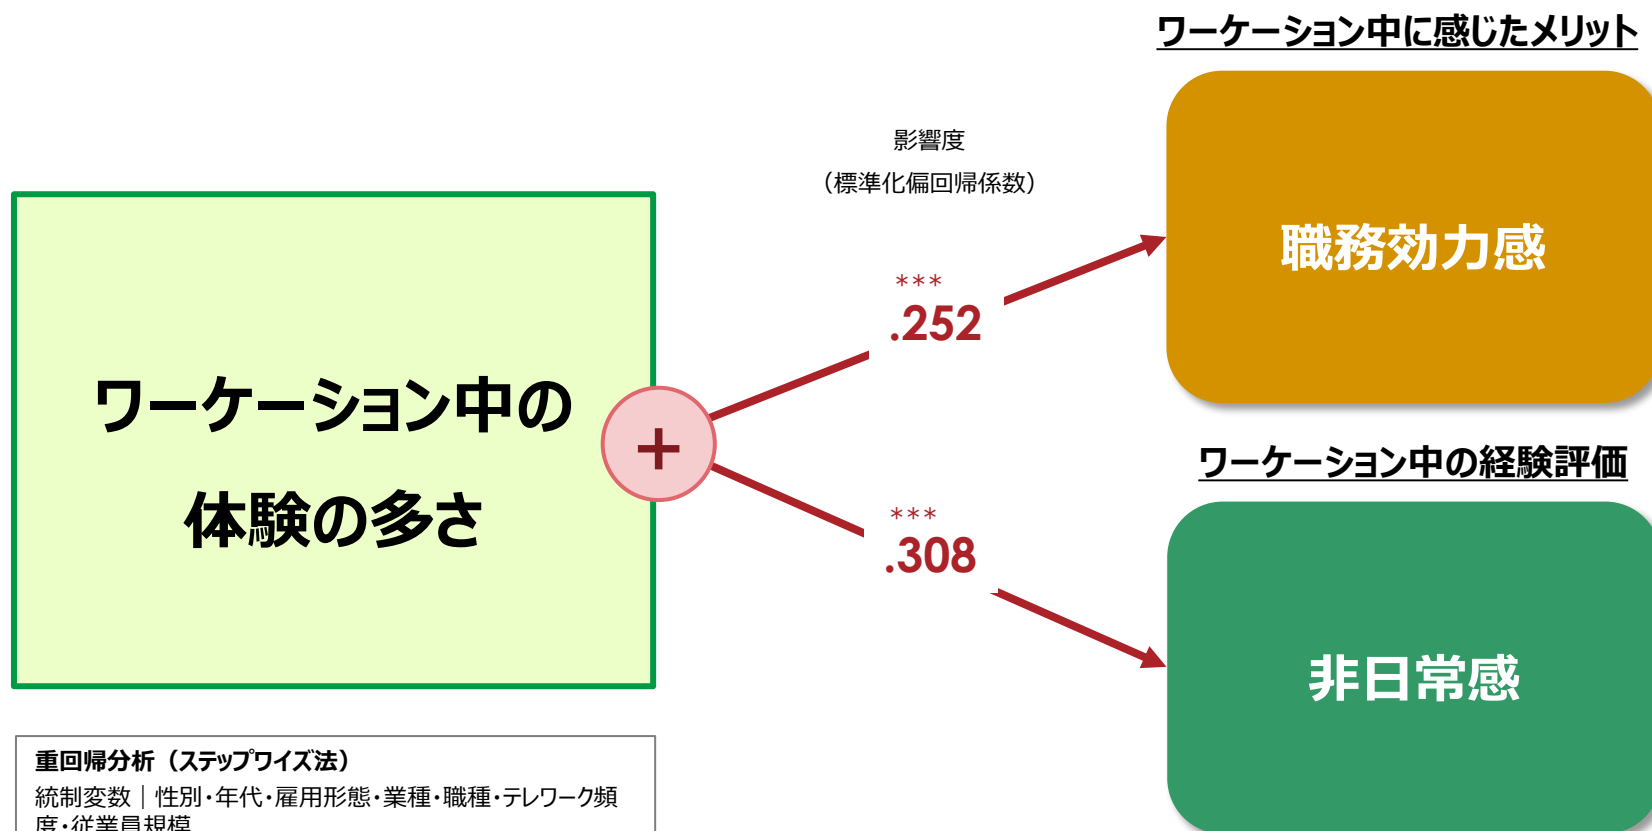 ワーケーション中に感じたメリット
影響度
（標準化偏回帰係数）
職務効力感
***
.252
ワーケーション中の
体験の多さ
+
ワーケーション中の経験評価
***
.308
非日常感
重回帰分析（ステップワイズ法）
統制変数｜性別・年代・雇用形態・業種・職種・テレワーク頻
度・従業員規模